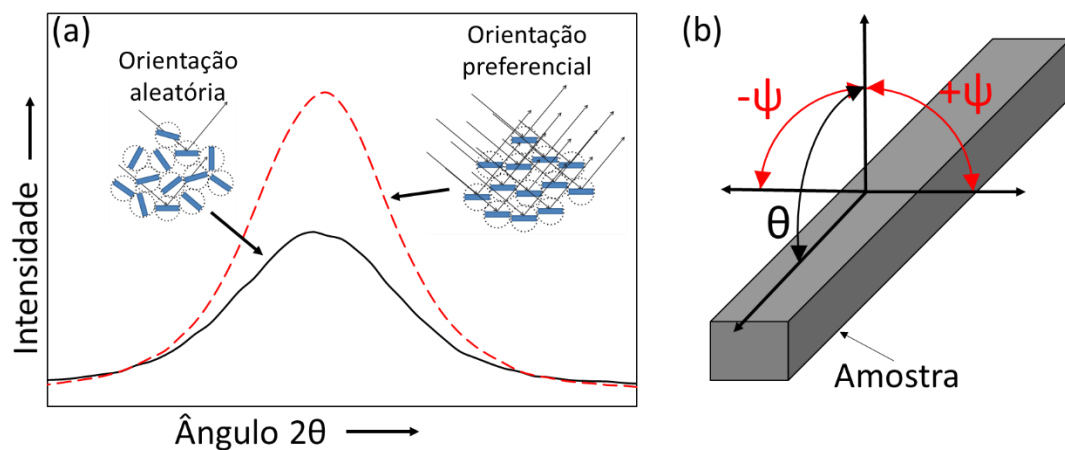 (a)
Orientação
aleatória
Orientação
preferencial
Intensidade
Ângulo 2θ
(b)
-ψ
+ψ
θ
Amostra